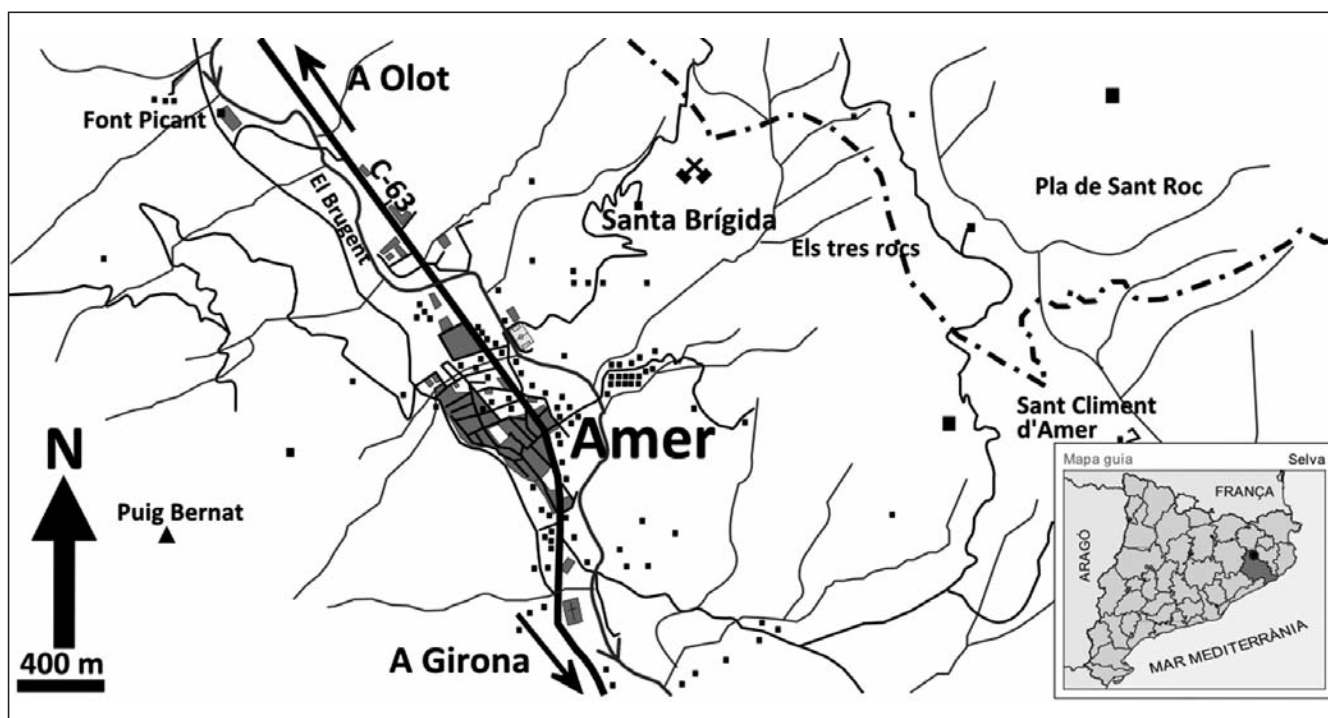 A Olot
Font Picant
C-63
El Brugent
Pla de Sant Roc
Santa Brígida
Els tres rocs
Sant Climent
d'Amer
Amer
N
Puig Bernat
400 m
A Girona
Mapa guia
Selva
FRANÇA
ARAGÓ
MAR MEDITERRÀNIA